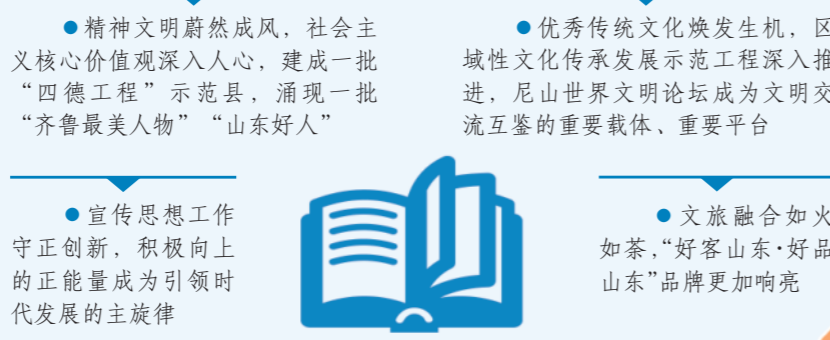 ●精神文明蔚然成风，社会主
义核心价值观深入人心，建成一批
“四德工程”示范县，涌现一批
“齐鲁最美人物”“山东好人”
●优秀传统文化焕发生机，区
域性文化传承发展示范工程深入推
进，尼山世界文明论坛成为文明交
流互鉴的重要载体、重要平台
●宣传思想工作
守正创新，积极向上
的正能量成为引领时
代发展的主旋律
●文旅融合如火
如荼，“好客山东·好品
山东”品牌更加响亮